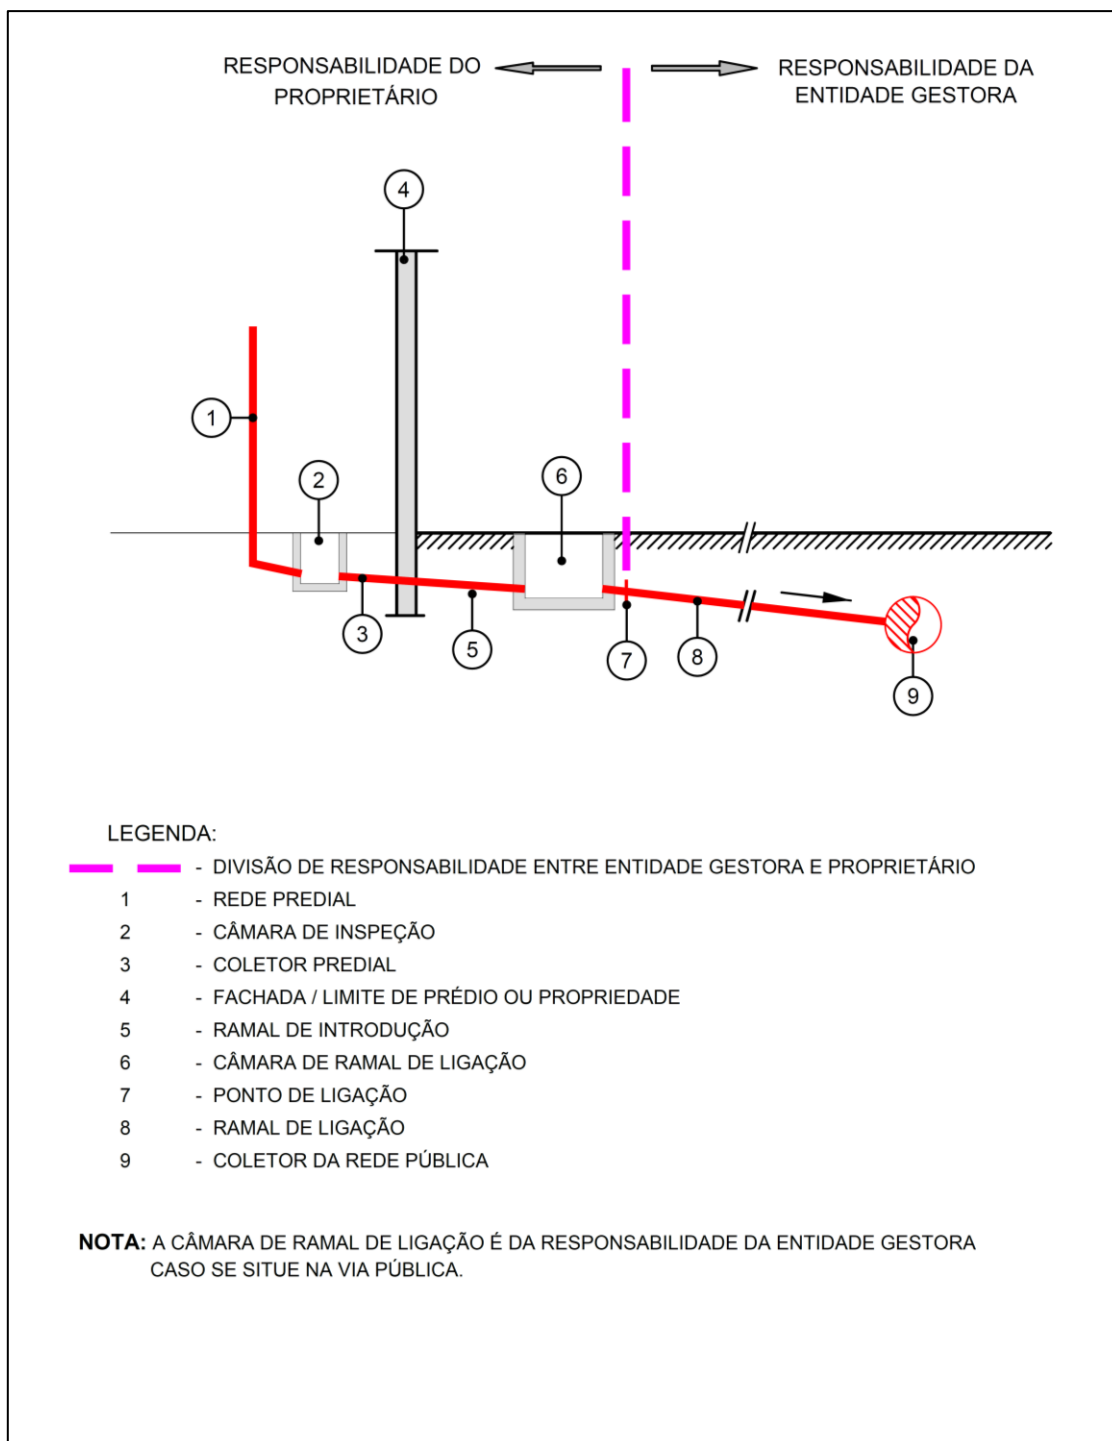 RESPONSABILIDADE DO
PROPRIETÁRIO
RESPONSABILIDADE DA
ENTIDADE GESTORA
4
1
2
6
3
5
7
8
9
LEGENDA:
- DIVISÃO DE RESPONSABILIDADE ENTRE ENTIDADE GESTORA E PROPRIETÁRIO
1 - REDE PREDIAL
2 - CÂMARA DE INSPEÇÃO
3 - COLETOR PREDIAL
4 - FACHADA / LIMITE DE PRÉDIO OU PROPRIEDADE
5 - RAMAL DE INTRODUÇÃO
6 - CÂMARA DE RAMAL DE LIGAÇÃO
7 - PONTO DE LIGAÇÃO
8 - RAMAL DE LIGAÇÃO
9 - COLETOR DA REDE PÚBLICA
NOTA: A CÂMARA DE RAMAL DE LIGAÇÃO É DA RESPONSABILIDADE DA ENTIDADE GESTORA
CASO SE SITUE NA VIA PÚBLICA.